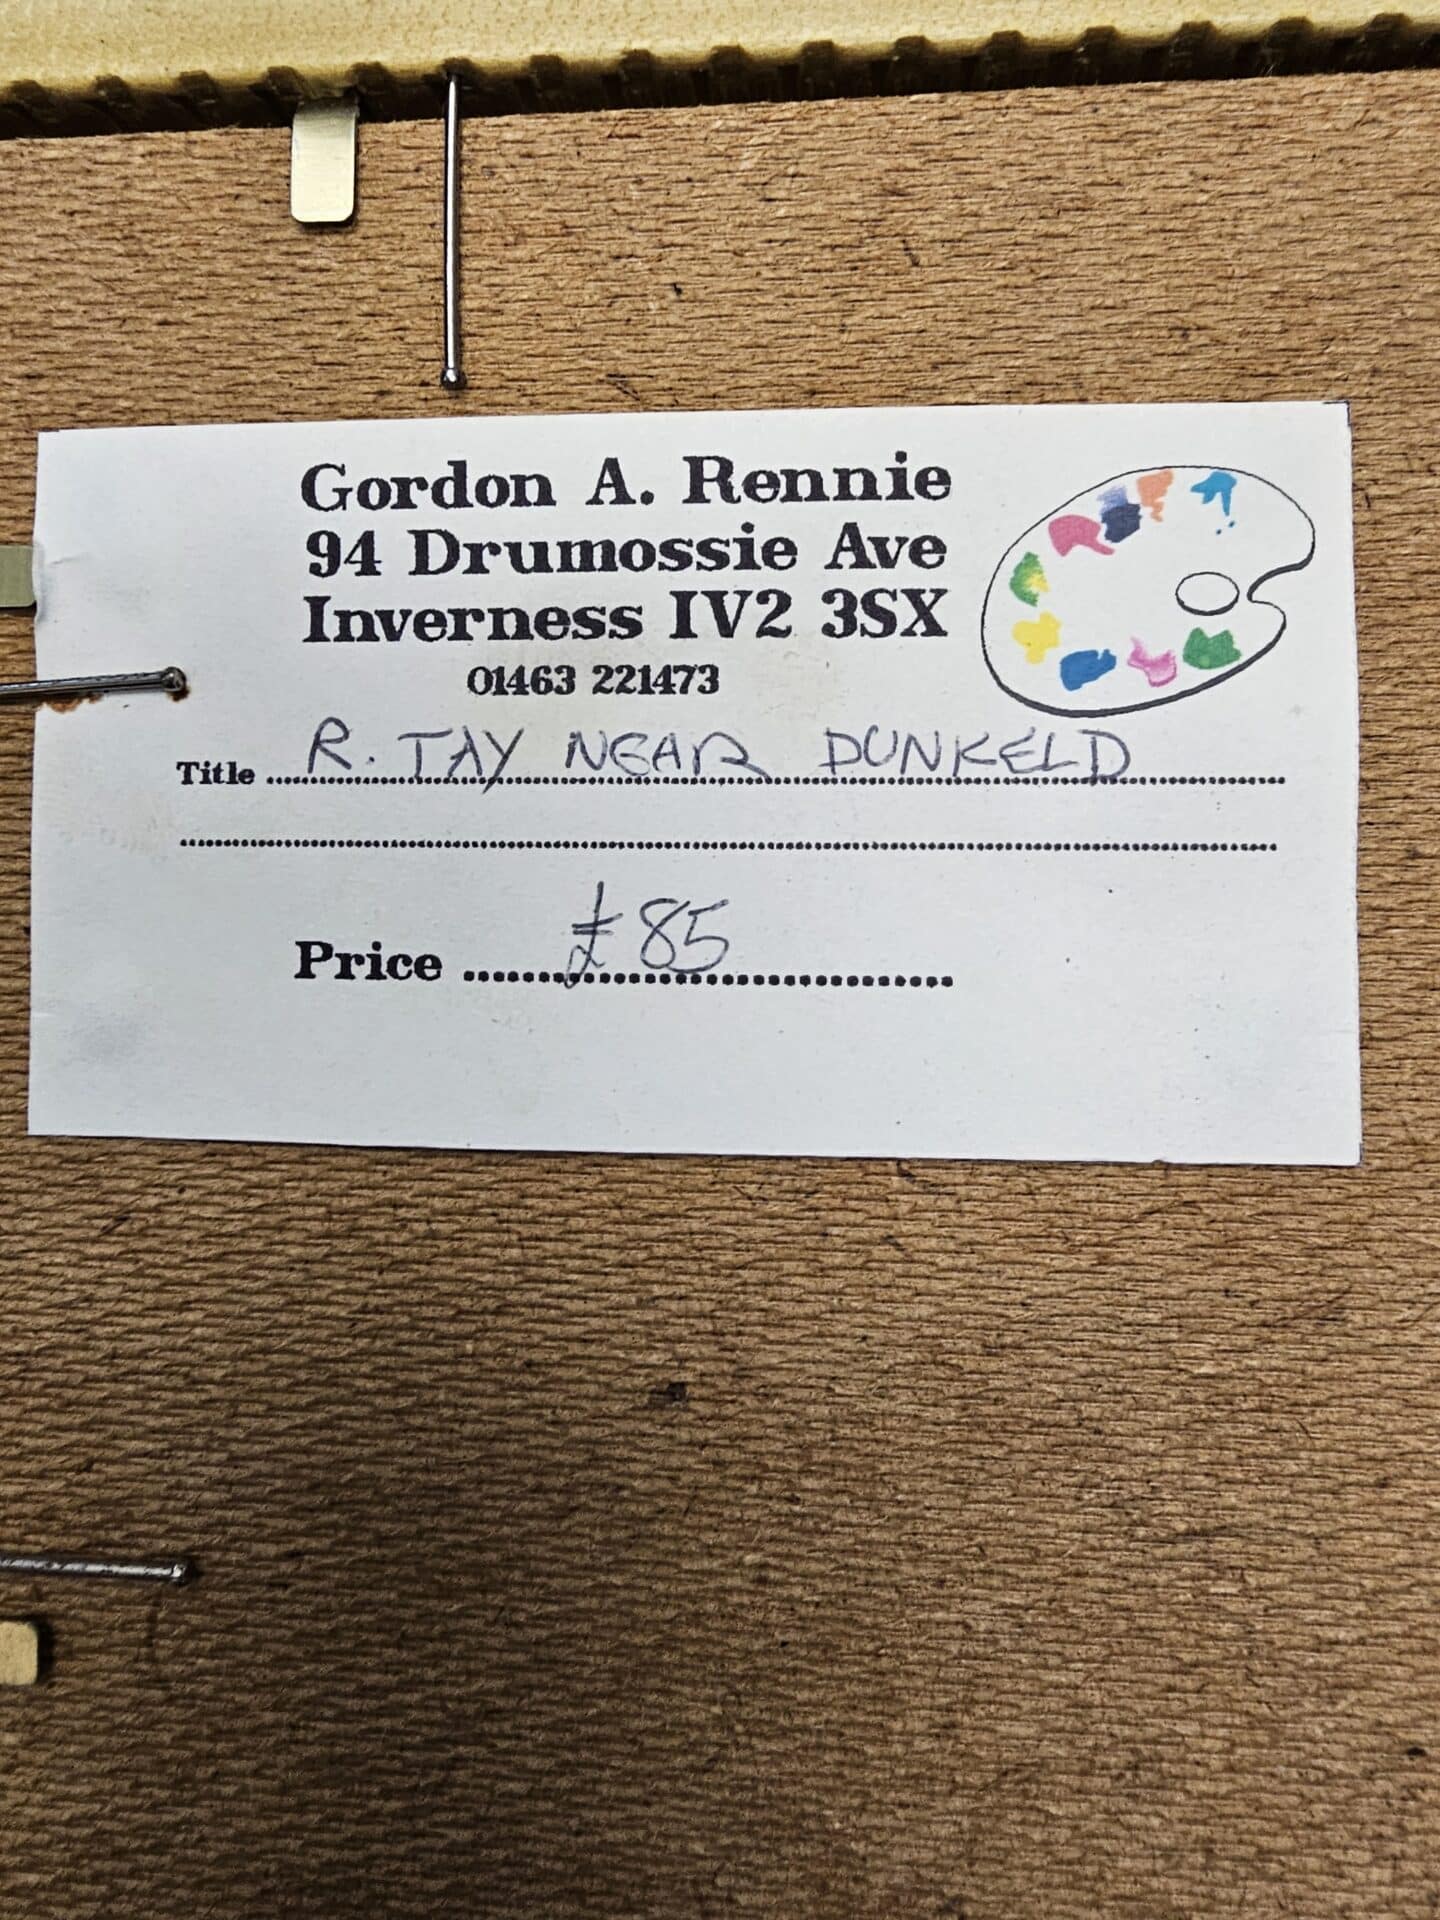 Gordon A. Rennie
94 Drumossie Ave
Inverness IV2 3SX
01463 221473
Title R. TAY NEAR DUNKELD
Price £85